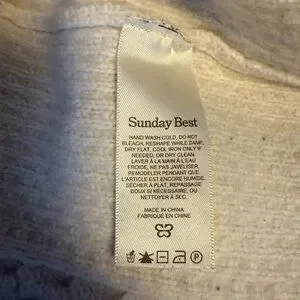 Sunday Best
HAND WASH COLD, DO NOT
BLEACH, RESHAPE WHILE DAMP,
DRY FLAT, COOL IRON ONLY IF
NEEDED, OR DRY CLEAN.
LAVER À LA MAIN À L'EAU
FROIDE, NE PAS JAVELISER,
REMODELER PENDANT QUE
L'ARTICLE EST ENCORE HUMIDE,
SÉCHER À PLAT, REPASSAGE
DOUX SI NÉCESSAIRE, OU
NETTOYER À SEC.
MADE IN CHINA
FABRIQUÉ EN CHINE